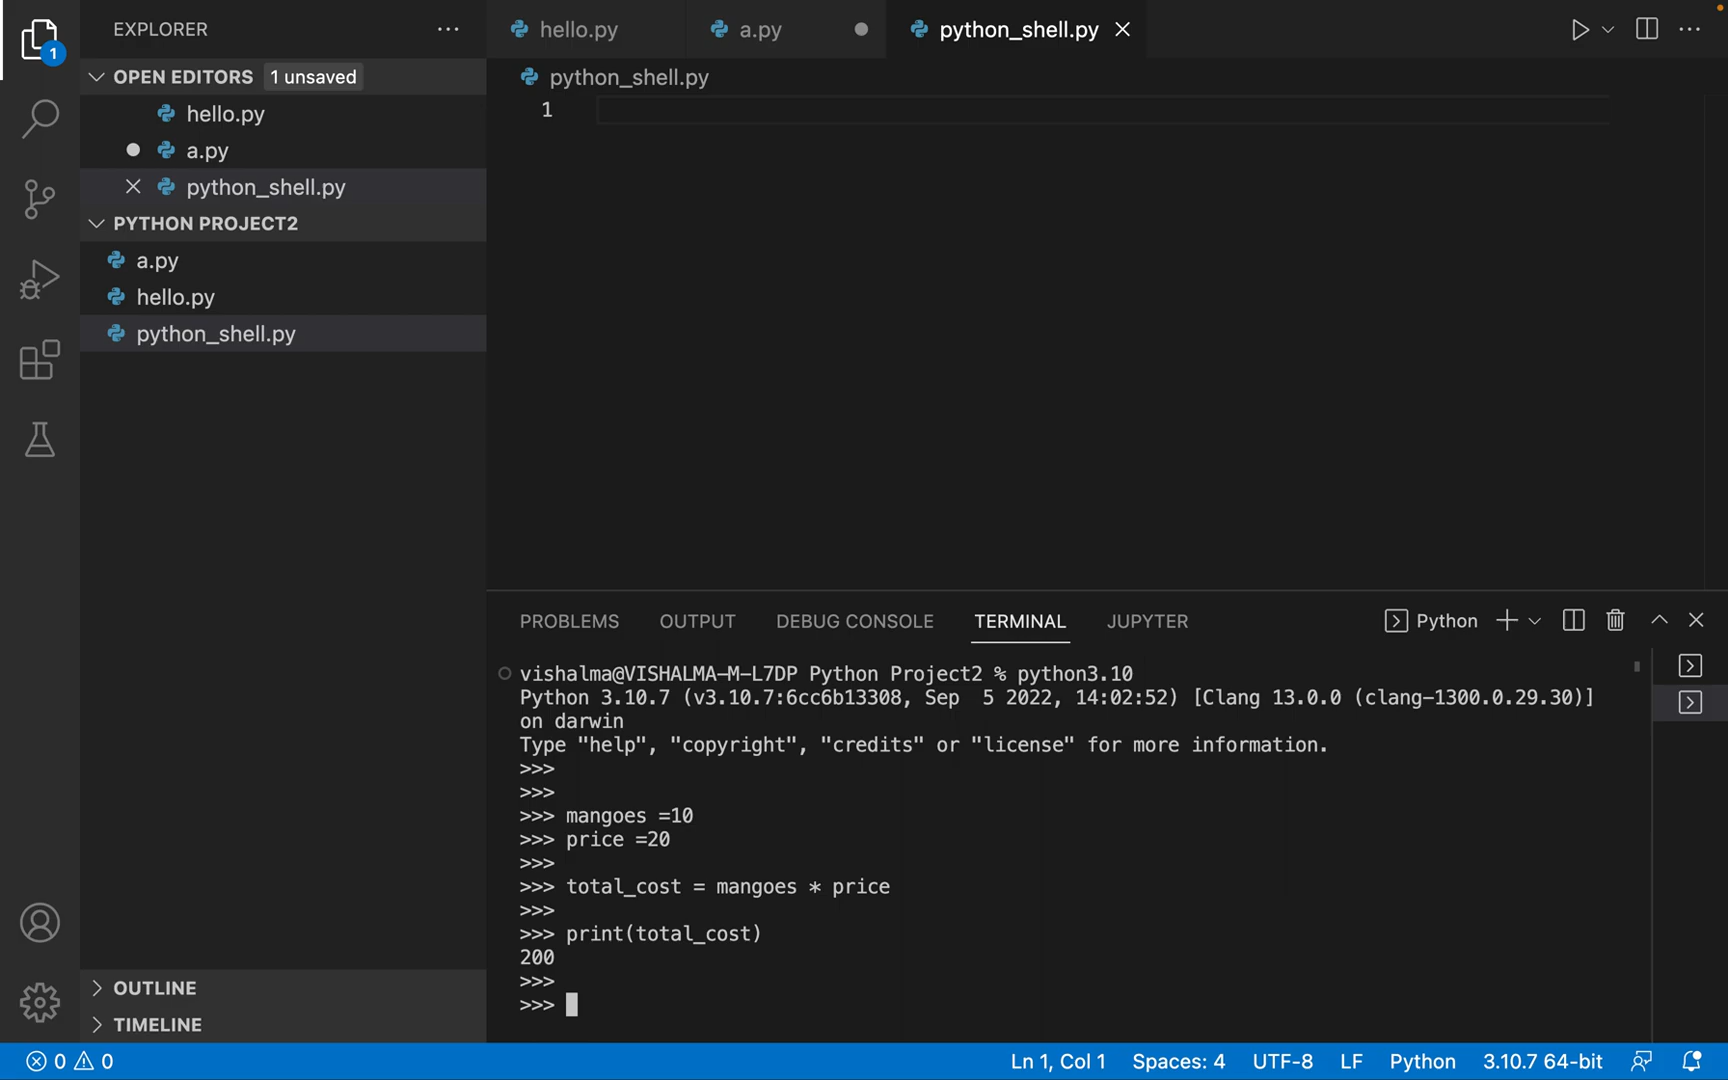 1
EXPLORER
OPEN EDITORS 1 unsaved
hello.py
a.py
python_shell.py
PYTHON PROJECT2
a.py
hello.py
python_shell.py
OUTLINE
TIMELINE
hello.py a.py python_shell.py
python_shell.py
1
PROBLEMS OUTPUT DEBUG CONSOLE TERMINAL JUPYTER Python
vishalma@VISHALMA-M-L7DP Python Project2 % python3.10
Python 3.10.7 (v3.10.7:6cc6b13308, Sep  5 2022, 14:02:52) [Clang 13.0.0 (clang-1300.0.29.30)]
on darwin
Type "help", "copyright", "credits" or "license" for more information.
>>>
>>>
>>> mangoes =10
>>> price =20
>>>
>>> total_cost = mangoes * price
>>>
>>> print(total_cost)
200
>>>
>>>
0 0 Ln 1, Col 1 Spaces: 4 UTF-8 LF Python 3.10.7 64-bit